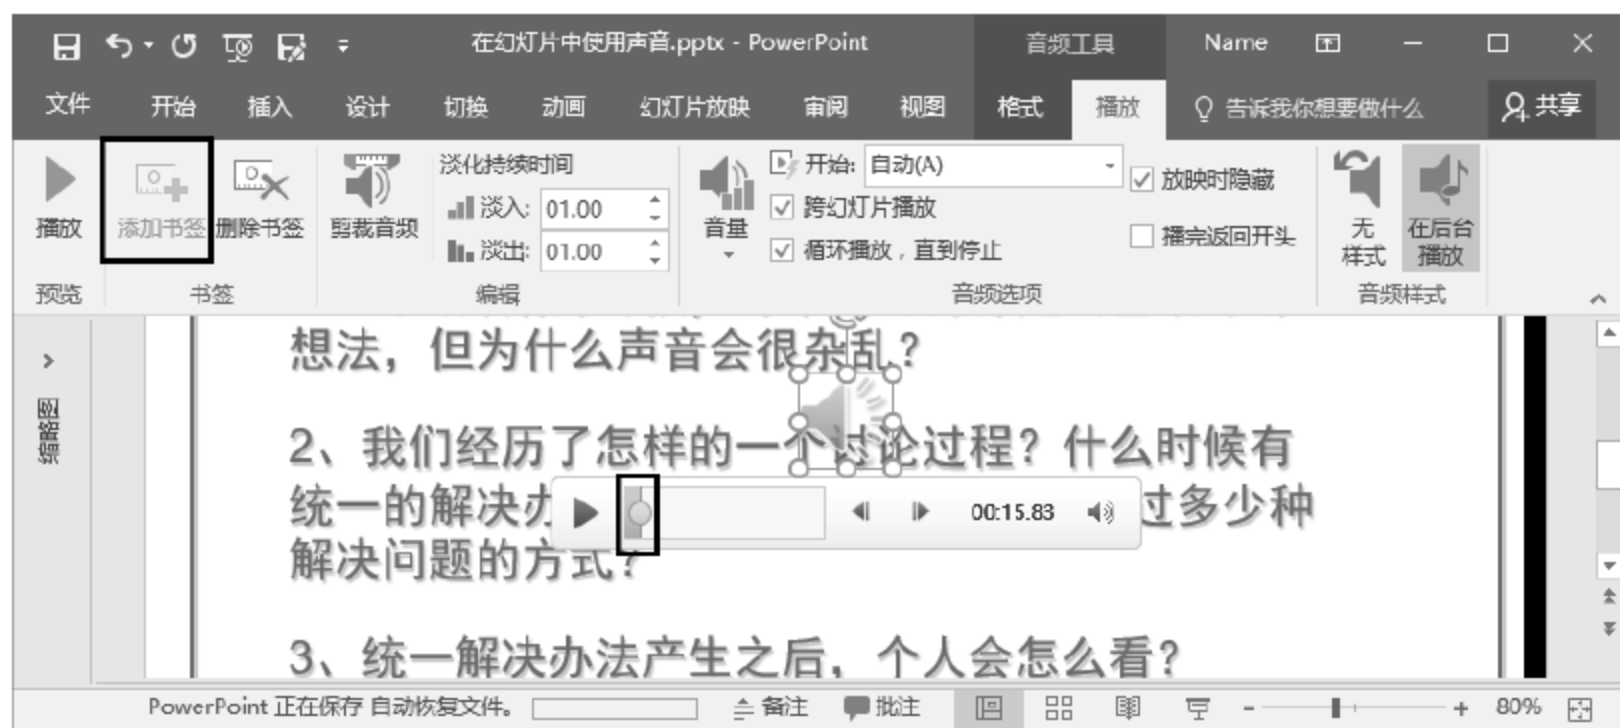 在幻灯片中使用声音.pptx - PowerPoint 音频工具 Name
文件 开始 插入 设计 切换 动画 幻灯片放映 审阅 视图 格式 播放 告诉我你想要做什么 共享
播放
添加书签
删除书签
剪裁音频
淡化持续时间
淡入: 01.00
淡出: 01.00
音量
开始: 自动(A)
跨幻灯片播放
循环播放，直到停止
放映时隐藏
播完返回开头
无
样式
在后台
播放
预览 书签 编辑 音频选项 音频样式
缩略图
想法，但为什么声音会很杂乱？
2、我们经历了怎样的一个讨论过程？什么时候有
统一的解决办 过多少种
解决问题的方式？
00:15.83
3、统一解决办法产生之后，个人会怎么看？
PowerPoint 正在保存 自动恢复文件。 备注 批注 80%